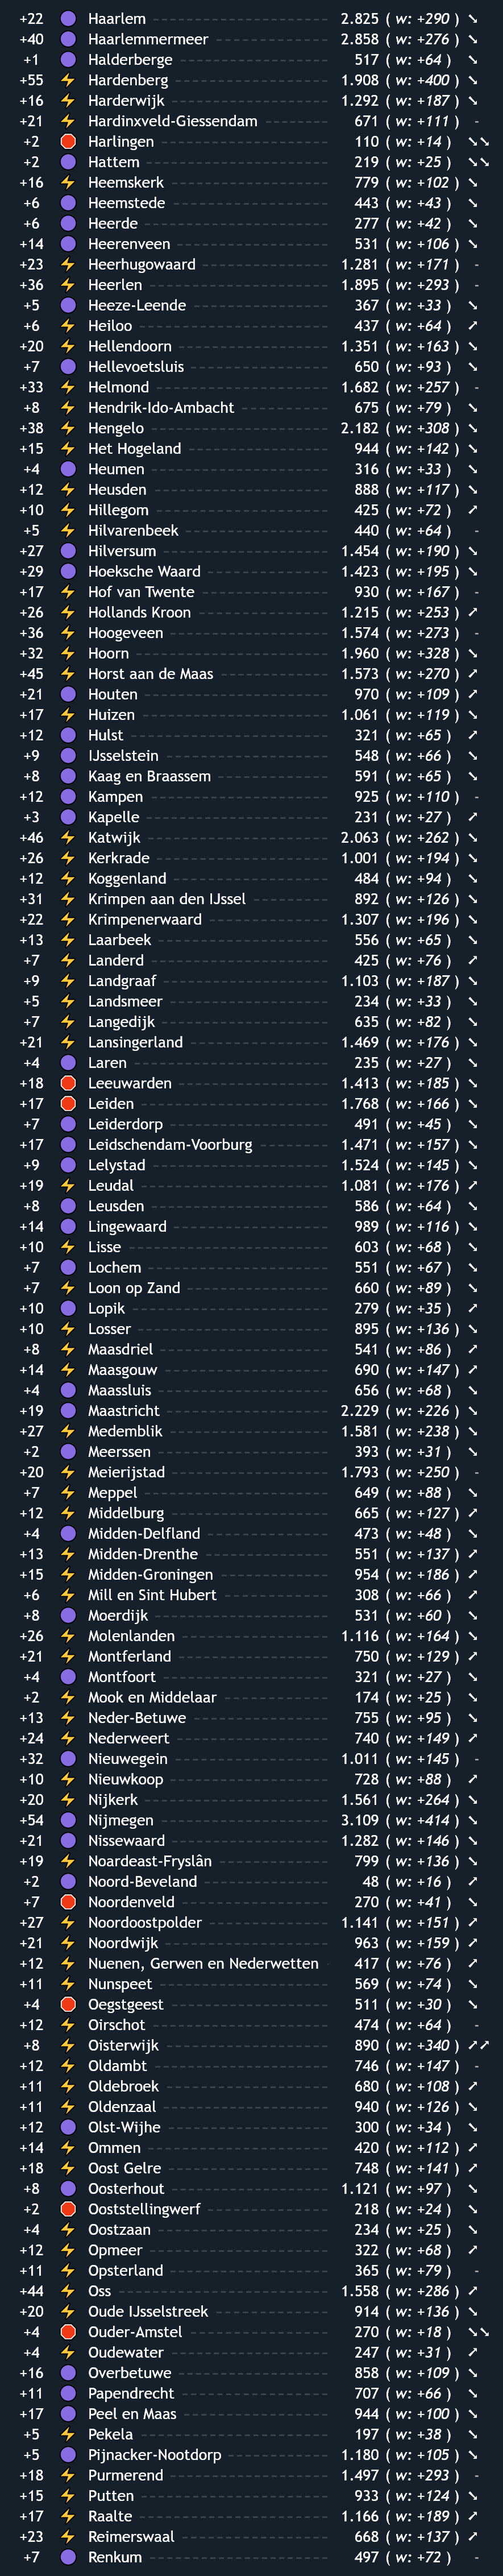 +22 Haarlem 2.825 ( w: +290 ) ↘
+40 Haarlemmermeer 2.858 ( w: +276 ) ↘
+1 Halderberge 517 ( w: +64 ) ↘
+55 Hardenberg 1.908 ( w: +400 ) ↘
+16 Harderwijk 1.292 ( w: +187 ) ↘
+21 Hardinxveld-Giessendam 671 ( w: +111 ) -
+2 Harlingen 110 ( w: +14 ) ↘↘
+2 Hattem 219 ( w: +25 ) ↘↘
+16 Heemskerk 779 ( w: +102 ) ↘
+6 Heemstede 443 ( w: +43 ) ↘
+6 Heerde 277 ( w: +42 ) ↘
+14 Heerenveen 531 ( w: +106 ) ↘
+23 Heerhugowaard 1.281 ( w: +171 ) -
+36 Heerlen 1.895 ( w: +293 ) -
+5 Heeze-Leende 367 ( w: +33 ) ↘
+6 Heiloo 437 ( w: +64 ) ↗
+20 Hellendoorn 1.351 ( w: +163 ) ↘
+7 Hellevoetsluis 650 ( w: +93 ) ↘
+33 Helmond 1.682 ( w: +257 ) -
+8 Hendrik-Ido-Ambacht 675 ( w: +79 ) ↘
+38 Hengelo 2.182 ( w: +308 ) ↘
+15 Het Hogeland 944 ( w: +142 ) ↘
+4 Heumen 316 ( w: +33 ) ↘
+12 Heusden 888 ( w: +117 ) ↘
+10 Hillegom 425 ( w: +72 ) ↗
+5 Hilvarenbeek 440 ( w: +64 ) -
+27 Hilversum 1.454 ( w: +190 ) ↘
+29 Hoeksche Waard 1.423 ( w: +195 ) ↘
+17 Hof van Twente 930 ( w: +167 ) -
+26 Hollands Kroon 1.215 ( w: +253 ) ↗
+36 Hoogeveen 1.574 ( w: +273 ) -
+32 Hoorn 1.960 ( w: +328 ) ↘
+45 Horst aan de Maas 1.573 ( w: +270 ) ↗
+21 Houten 970 ( w: +109 ) ↗
+17 Huizen 1.061 ( w: +119 ) ↘
+12 Hulst 321 ( w: +65 ) ↗
+9 IJsselstein 548 ( w: +66 ) ↘
+8 Kaag en Braassem 591 ( w: +65 ) ↘
+12 Kampen 925 ( w: +110 ) -
+3 Kapelle 231 ( w: +27 ) ↗
+46 Katwijk 2.063 ( w: +262 ) ↘
+26 Kerkrade 1.001 ( w: +194 ) ↘
+12 Koggenland 484 ( w: +94 ) ↘
+31 Krimpen aan den IJssel 892 ( w: +126 ) ↘
+22 Krimpenerwaard 1.307 ( w: +196 ) ↘
+13 Laarbeek 556 ( w: +65 ) ↘
+7 Landerd 425 ( w: +76 ) ↗
+9 Landgraaf 1.103 ( w: +187 ) ↘
+5 Landsmeer 234 ( w: +33 ) ↘
+7 Langedijk 635 ( w: +82 ) ↘
+21 Lansingerland 1.469 ( w: +176 ) ↘
+4 Laren 235 ( w: +27 ) ↘
+18 Leeuwarden 1.413 ( w: +185 ) ↘
+17 Leiden 1.768 ( w: +166 ) ↘
+7 Leiderdorp 491 ( w: +45 ) ↘
+17 Leidschendam-Voorburg 1.471 ( w: +157 ) ↘
+9 Lelystad 1.524 ( w: +145 ) ↘
+19 Leudal 1.081 ( w: +176 ) ↗
+8 Leusden 586 ( w: +64 ) ↘
+14 Lingewaard 989 ( w: +116 ) ↘
+10 Lisse 603 ( w: +68 ) ↘
+7 Lochem 551 ( w: +67 ) ↘
+7 Loon op Zand 660 ( w: +89 ) ↘
+10 Lopik 279 ( w: +35 ) ↗
+10 Losser 895 ( w: +136 ) ↘
+8 Maasdriel 541 ( w: +86 ) ↗
+14 Maasgouw 690 ( w: +147 ) ↗
+4 Maassluis 656 ( w: +68 ) ↘
+19 Maastricht 2.229 ( w: +226 ) ↘
+27 Medemblik 1.581 ( w: +238 ) ↘
+2 Meerssen 393 ( w: +31 ) ↘
+20 Meierijstad 1.793 ( w: +250 ) -
+7 Meppel 649 ( w: +88 ) ↘
+12 Middelburg 665 ( w: +127 ) ↗
+4 Midden-Delfland 473 ( w: +48 ) ↘
+13 Midden-Drenthe 551 ( w: +137 ) ↗
+15 Midden-Groningen 954 ( w: +186 ) ↗
+6 Mill en Sint Hubert 308 ( w: +66 ) ↗
+8 Moerdijk 531 ( w: +60 ) ↘
+26 Molenlanden 1.116 ( w: +164 ) ↘
+21 Montferland 750 ( w: +129 ) ↗
+4 Montfoort 321 ( w: +27 ) ↘
+2 Mook en Middelaar 174 ( w: +25 ) ↘
+13 Neder-Betuwe 755 ( w: +95 ) ↘
+24 Nederweert 740 ( w: +149 ) ↗
+32 Nieuwegein 1.011 ( w: +145 ) -
+10 Nieuwkoop 728 ( w: +88 ) ↗
+20 Nijkerk 1.561 ( w: +264 ) ↘
+54 Nijmegen 3.109 ( w: +414 ) ↘
+21 Nissewaard 1.282 ( w: +146 ) ↘
+19 Noardeast-Fryslân 799 ( w: +136 ) ↘
+2 Noord-Beveland 48 ( w: +16 ) ↗
+7 Noordenveld 270 ( w: +41 ) ↘
+27 Noordoostpolder 1.141 ( w: +151 ) ↗
+21 Noordwijk 963 ( w: +159 ) ↗
+12 Nuenen, Gerwen en Nederwetten 417 ( w: +76 ) ↗
+11 Nunspeet 569 ( w: +74 ) ↘
+4 Oegstgeest 511 ( w: +30 ) ↘
+12 Oirschot 474 ( w: +64 ) -
+8 Oisterwijk 890 ( w: +340 ) ↗↗
+12 Oldambt 746 ( w: +147 ) -
+11 Oldebroek 680 ( w: +108 ) ↗
+11 Oldenzaal 940 ( w: +126 ) ↘
+12 Olst-Wijhe 300 ( w: +34 ) ↘
+14 Ommen 420 ( w: +112 ) ↗
+18 Oost Gelre 748 ( w: +141 ) ↗
+8 Oosterhout 1.121 ( w: +97 ) ↘
+2 Ooststellingwerf 218 ( w: +24 ) ↘
+4 Oostzaan 234 ( w: +25 ) ↘
+12 Opmeer 322 ( w: +68 ) ↗
+11 Opsterland 365 ( w: +79 ) -
+44 Oss 1.558 ( w: +286 ) ↗
+20 Oude IJsselstreek 914 ( w: +136 ) ↘
+4 Ouder-Amstel 270 ( w: +18 ) ↘↘
+4 Oudewater 247 ( w: +31 ) ↗
+16 Overbetuwe 858 ( w: +109 ) ↘
+11 Papendrecht 707 ( w: +66 ) ↘
+17 Peel en Maas 944 ( w: +100 ) ↘
+5 Pekela 197 ( w: +38 ) ↘
+5 Pijnacker-Nootdorp 1.180 ( w: +105 ) ↘
+18 Purmerend 1.497 ( w: +293 ) -
+15 Putten 933 ( w: +124 ) ↘
+17 Raalte 1.166 ( w: +189 ) ↗
+23 Reimerswaal 668 ( w: +137 ) ↗
+7 Renkum 497 ( w: +72 ) -